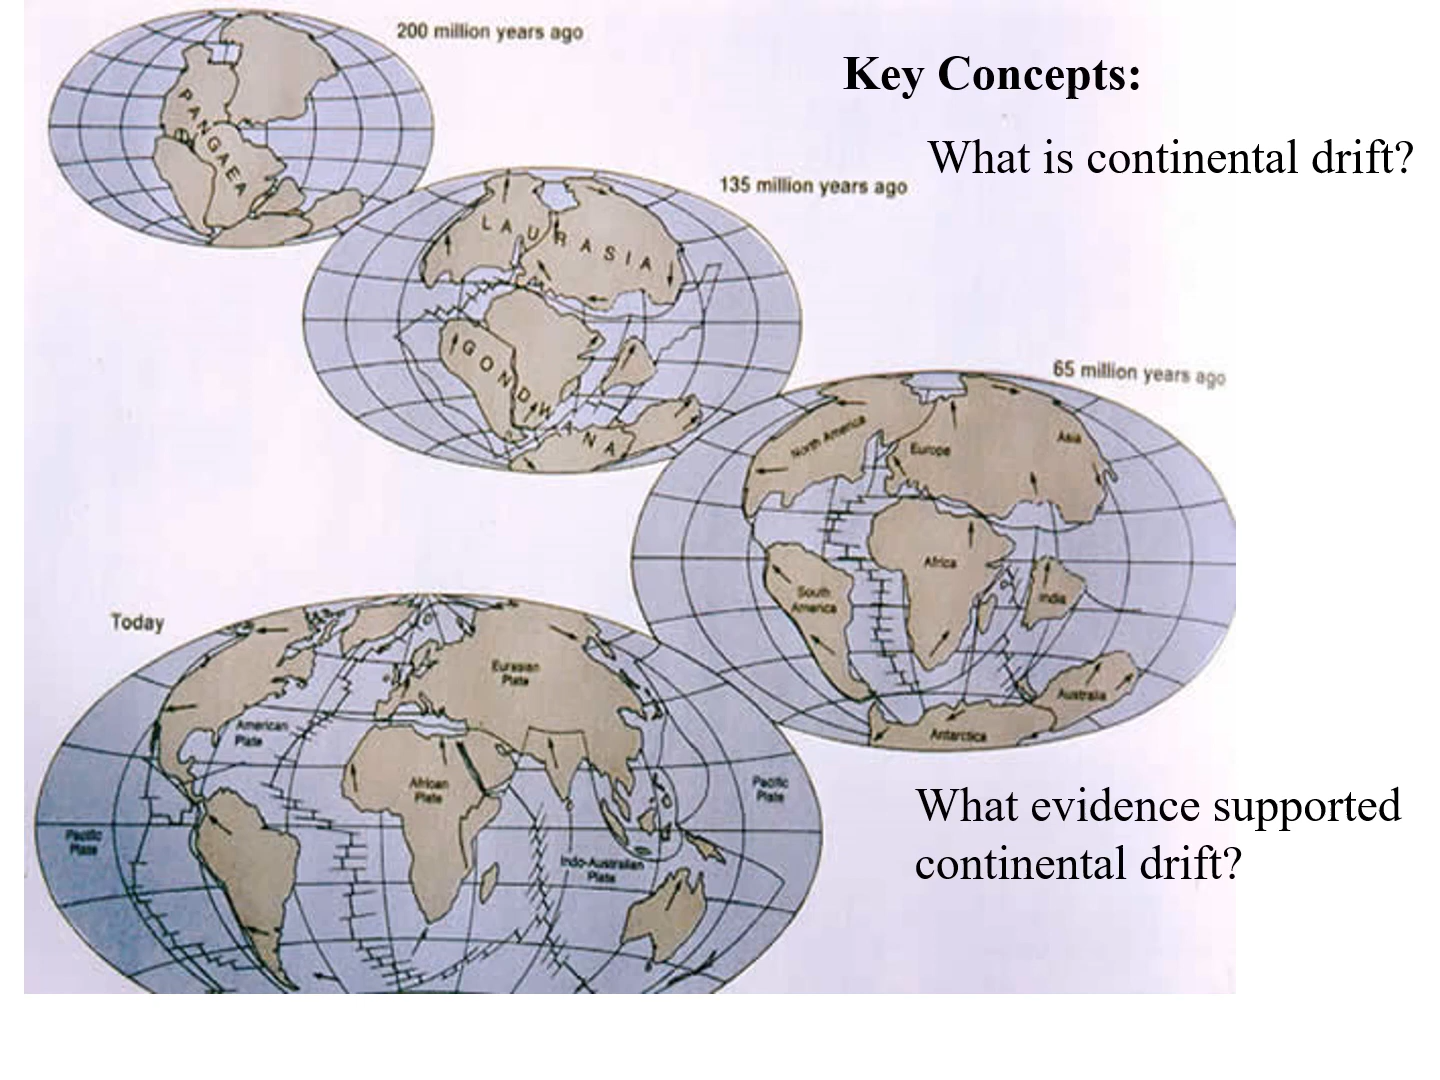 200 million years ago
Key Concepts:
What is continental drift?
PANGAEA
135 million years ago
LAURASIA
GONDWANA
65 million years ago
North America
Europe
Asia
Africa
South
America
India
Australia
Antarctica
Today
Eurasian
Plate
American
Plate
African
Plate
Pacific
Plate
Pacific
Plate
Indo-Australian
Plate
What evidence supported
continental drift?